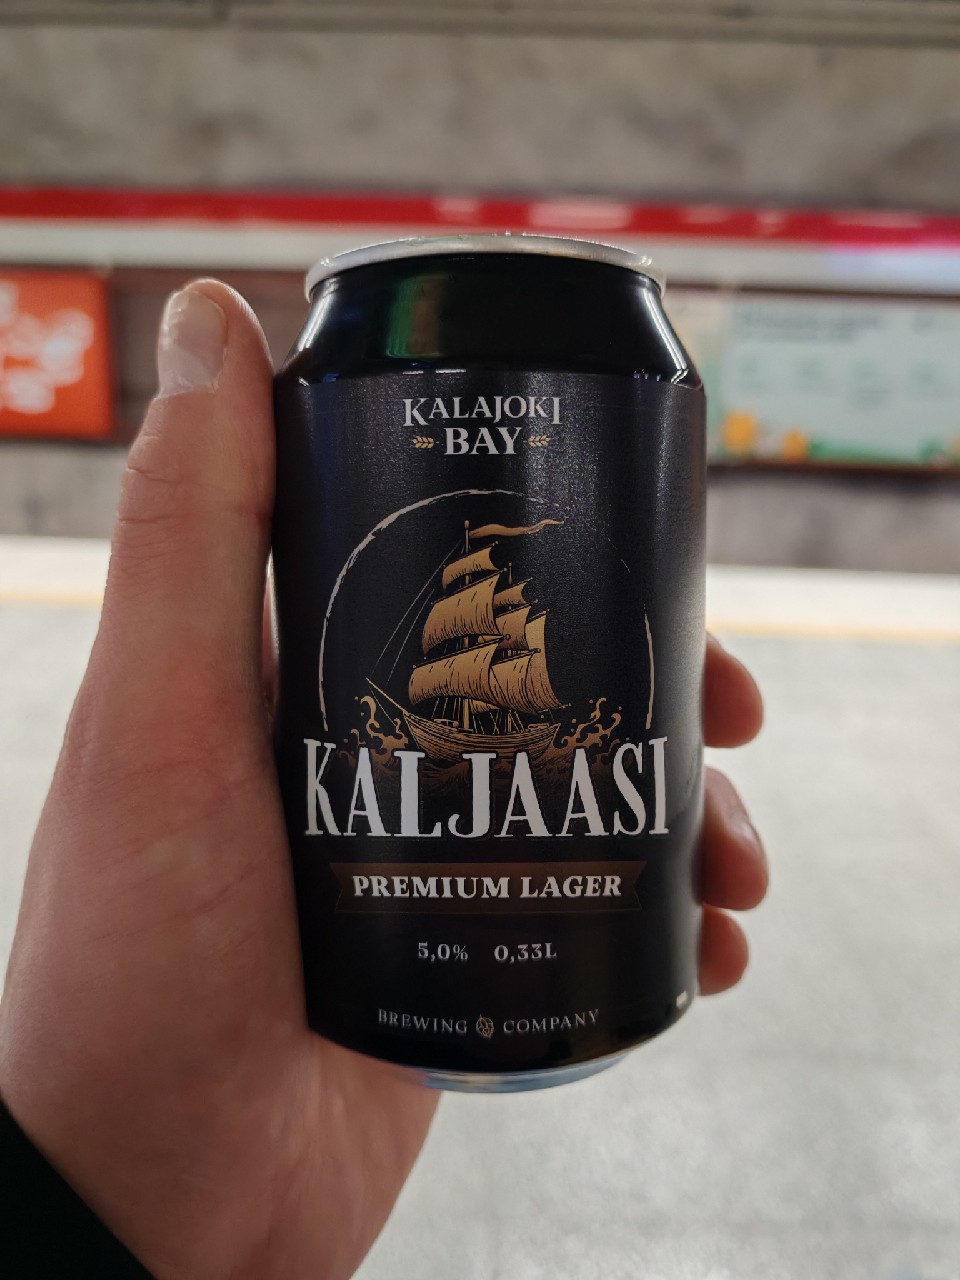 KALAJOKI
BAY
KALJAASI
PREMIUM LAGER
5,0% 0,33L
BREWING COMPANY